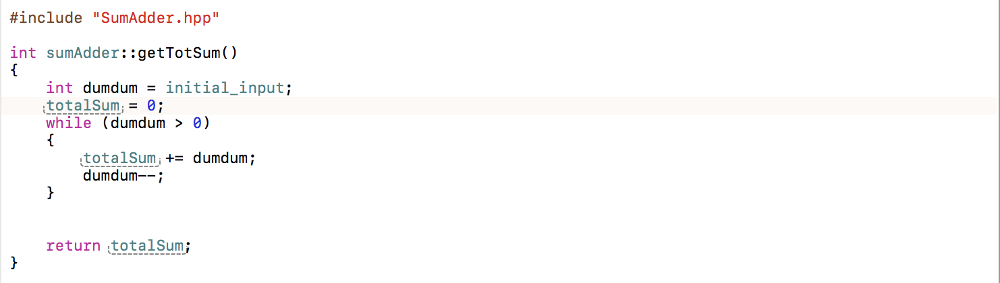 #include "SumAdder.hpp"
int sumAdder::getTotSum()
{
int dumdum = initial_input;
totalSum = 0;
while (dumdum > 0)
{
totalSum += dumdum;
dumdum--;
}
return totalSum;
}